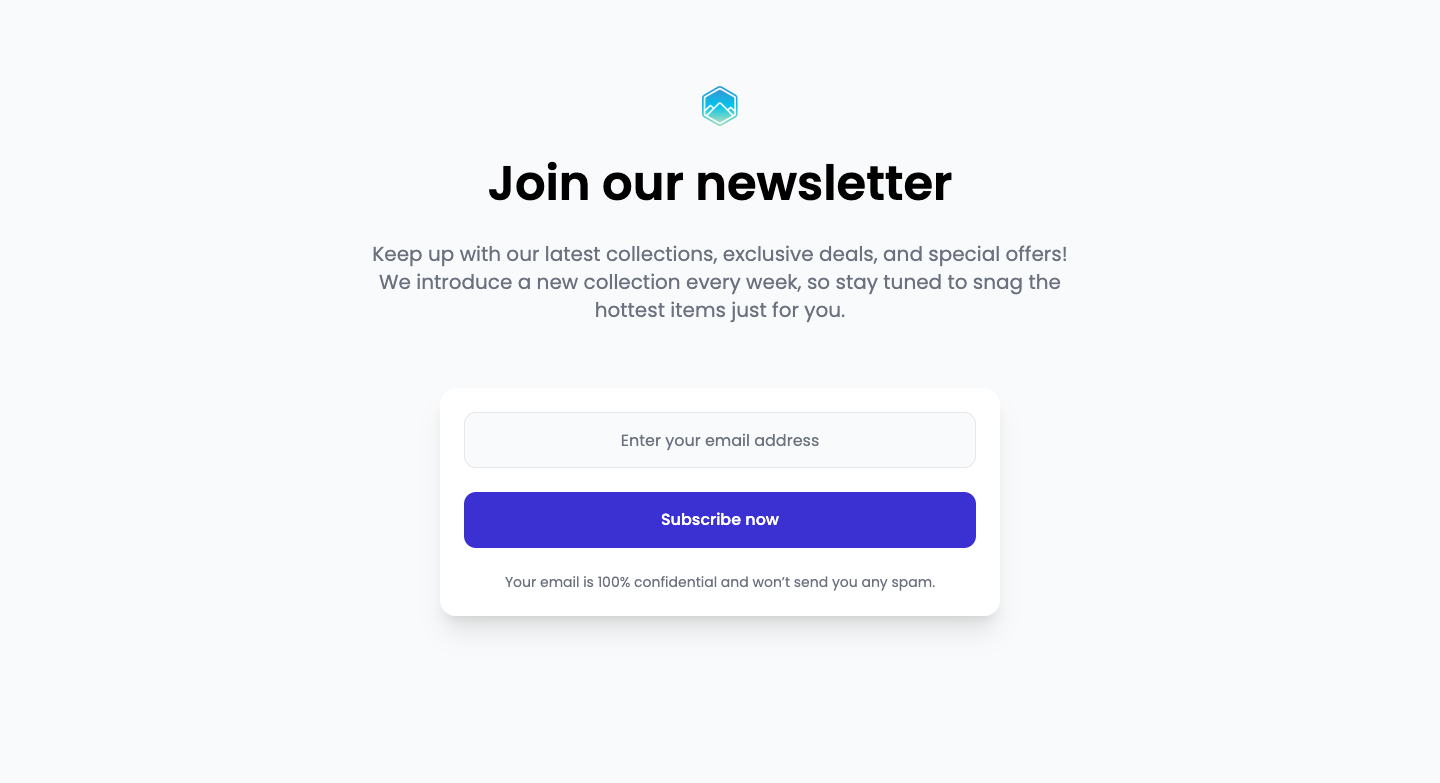 Join our newsletter
Keep up with our latest collections, exclusive deals, and special offers!
We introduce a new collection every week, so stay tuned to snag the
hottest items just for you.
Enter your email address
Subscribe now
Your email is 100% confidential and won’t send you any spam.